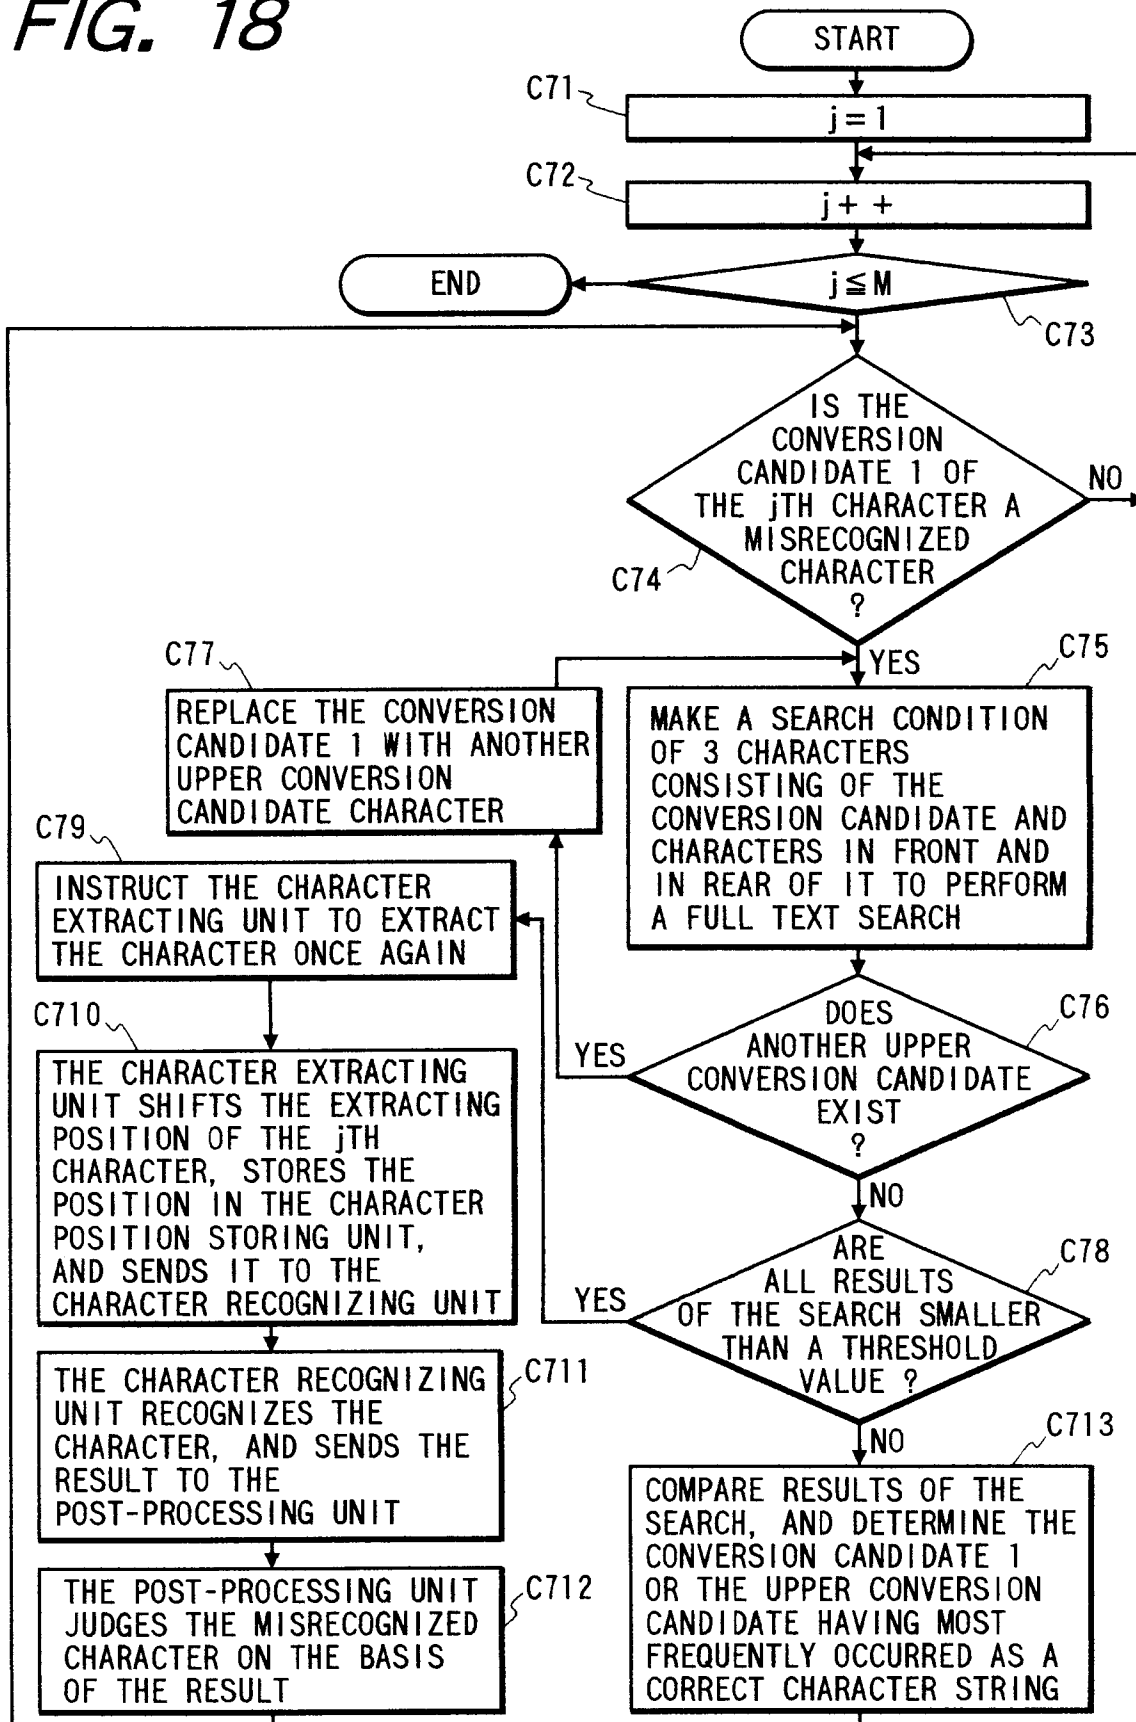 FIG. 18
START
C71
j=1
C72
j++
END
j≦M
C73
IS THE
CONVERSION
CANDIDATE 1 OF
THE jTH CHARACTER A
MISRECOGNIZED
CHARACTER
?
NO
C74
YES
C77
REPLACE THE CONVERSION
CANDIDATE 1 WITH ANOTHER
UPPER CONVERSION
CANDIDATE CHARACTER
C75
MAKE A SEARCH CONDITION
OF 3 CHARACTERS
CONSISTING OF THE
CONVERSION CANDIDATE AND
CHARACTERS IN FRONT AND
IN REAR OF IT TO PERFORM
A FULL TEXT SEARCH
C79
INSTRUCT THE CHARACTER
EXTRACTING UNIT TO EXTRACT
THE CHARACTER ONCE AGAIN
C76
DOES
ANOTHER UPPER
CONVERSION CANDIDATE
EXIST
?
YES
NO
C710
THE CHARACTER EXTRACTING
UNIT SHIFTS THE EXTRACTING
POSITION OF THE jTH
CHARACTER, STORES THE
POSITION IN THE CHARACTER
POSITION STORING UNIT,
AND SENDS IT TO THE
CHARACTER RECOGNIZING UNIT
C78
ARE
ALL RESULTS
OF THE SEARCH SMALLER
THAN A THRESHOLD
VALUE ?
YES
NO
C711
THE CHARACTER RECOGNIZING
UNIT RECOGNIZES THE
CHARACTER, AND SENDS THE
RESULT TO THE
POST-PROCESSING UNIT
C712
THE POST-PROCESSING UNIT
JUDGES THE MISRECOGNIZED
CHARACTER ON THE BASIS
OF THE RESULT
C713
COMPARE RESULTS OF THE
SEARCH, AND DETERMINE THE
CONVERSION CANDIDATE 1
OR THE UPPER CONVERSION
CANDIDATE HAVING MOST
FREQUENTLY OCCURRED AS A
CORRECT CHARACTER STRING